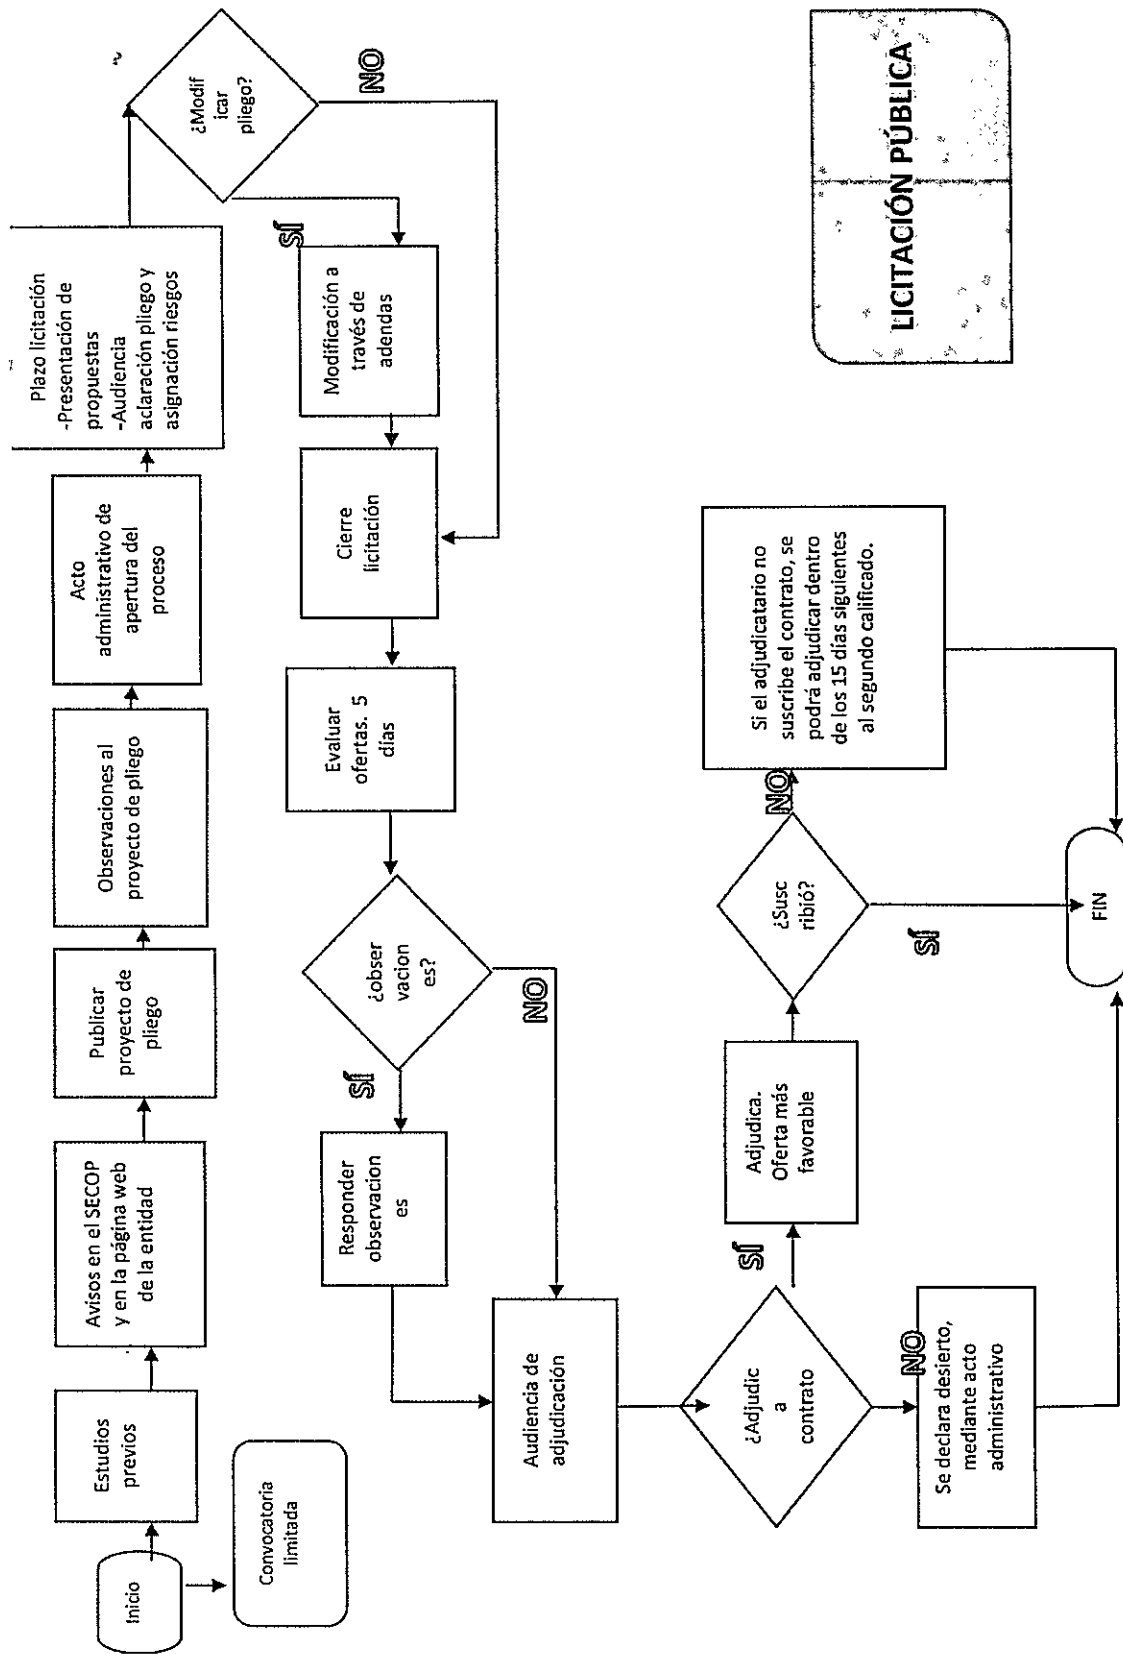 Inicio
Convocatoria
limitada
Estudios
previos
Avisos en el SECOP
y en la página web
de la entidad
Publicar
proyecto de
pliego
Observaciones al
proyecto de pliego
Acto
administrativo de
apertura del
proceso
Plazo licitación
-Presentación de
propuestas
-Audiencia
aclaración pliego y
asignación riesgos
¿Modif
icar
pliego?
NO
SÍ
Modificación a
través de
adendas
Cierre
licitación
Evaluar
ofertas. 5
días
¿obser
vacion
es?
SÍ
NO
Responder
observacion
es
Audiencia de
adjudicación
¿Adjudic
a
contrato
SÍ
NO
Se declara desierto,
mediante acto
administrativo
Adjudica.
Oferta más
favorable
¿Susc
ribió?
NO
SÍ
Si el adjudicatario no
suscribe el contrato, se
podrá adjudicar dentro
de los 15 días siguientes
al segundo califcado.
FIN
LICITACIÓN PÚBLICA